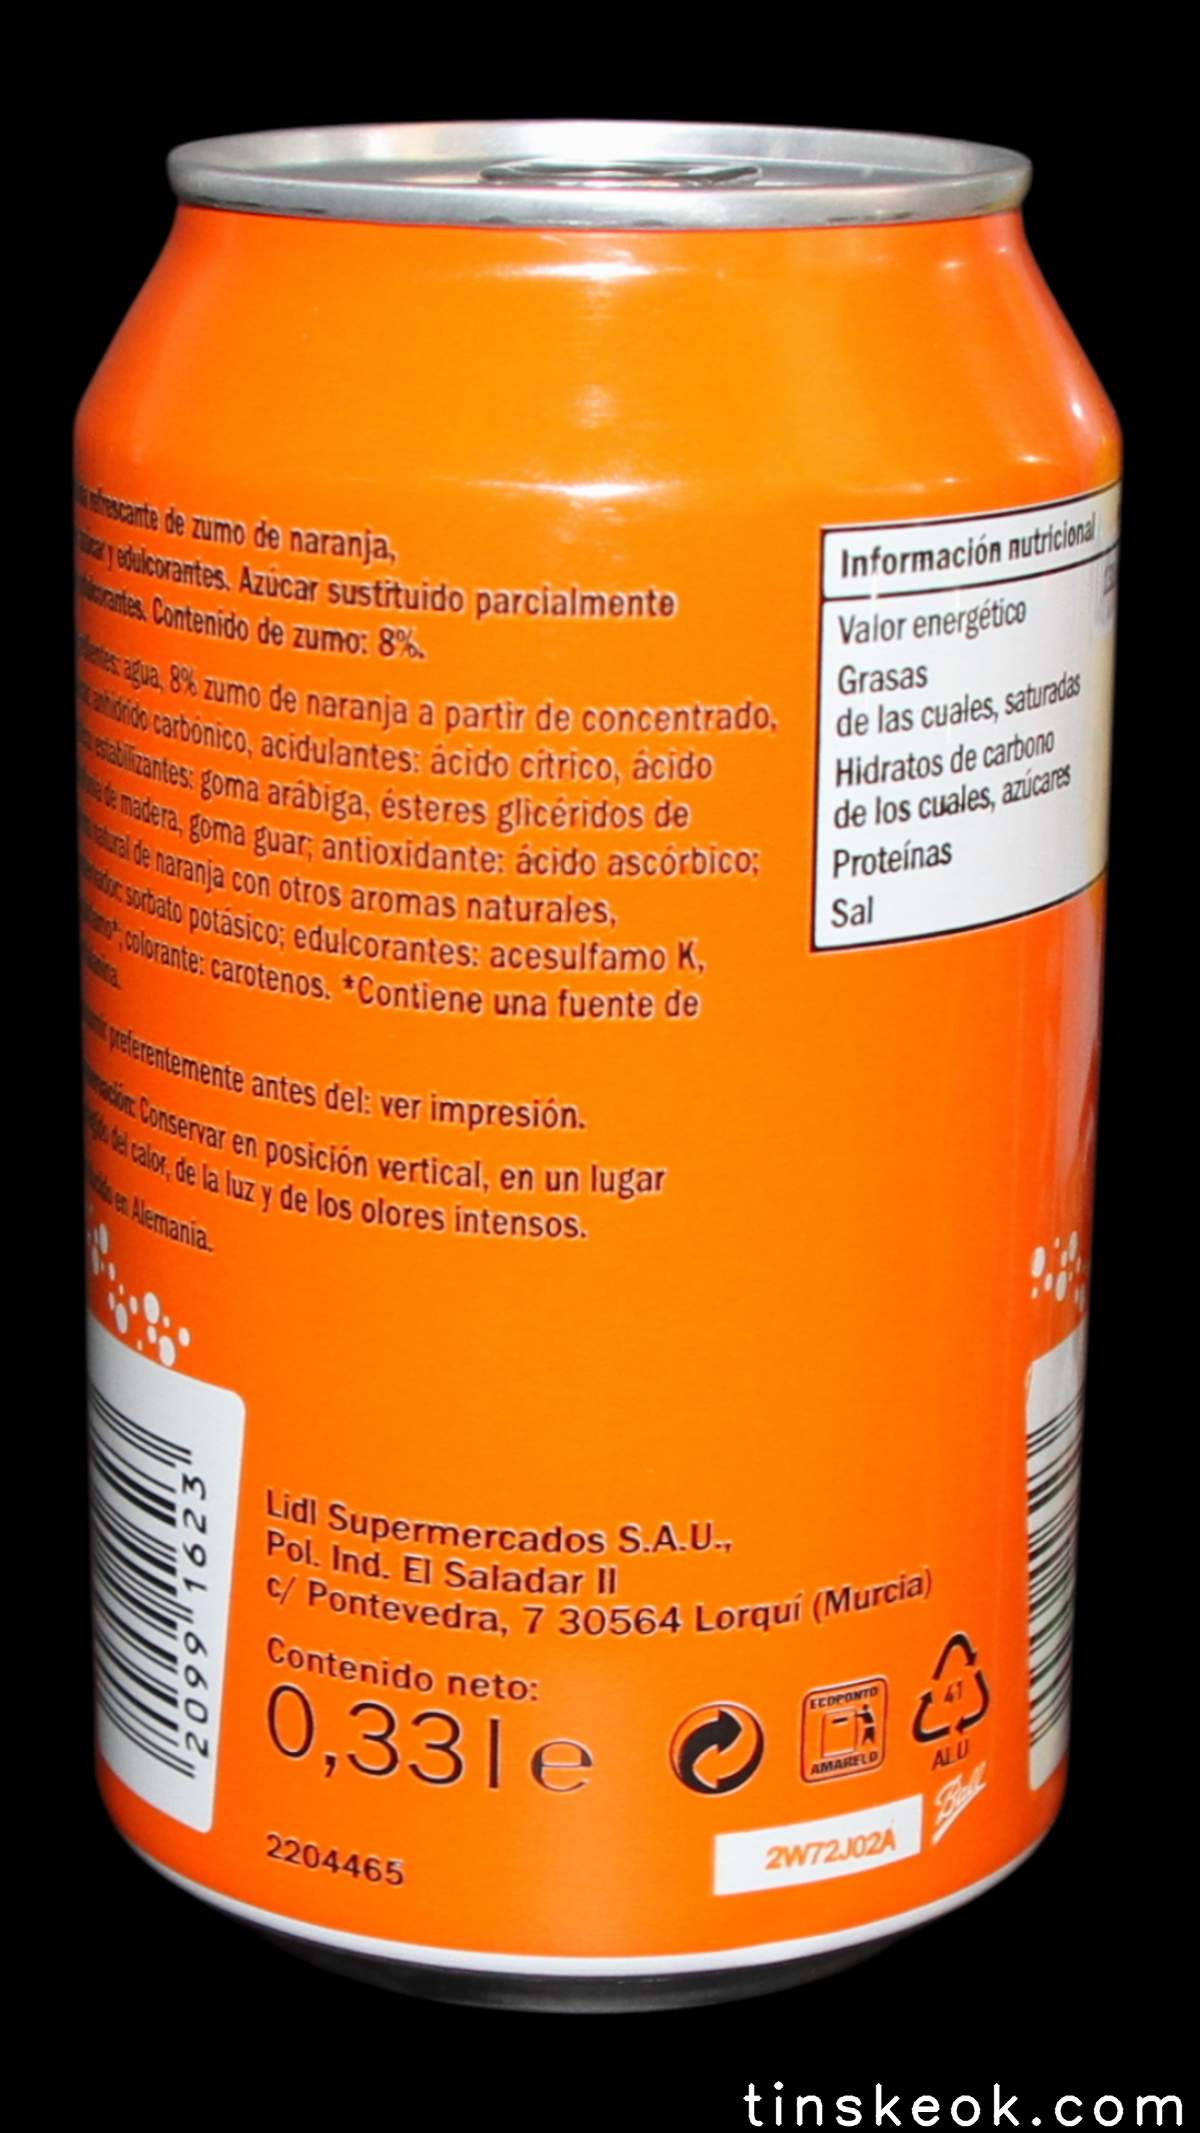 refrescante de zumo de naranja,
y edulcorantes. Azúcar sustituido parcialmente
Contenido de zumo: 8%.
agua, 8% zumo de naranja a partir de concentrado,
anhídrido carbónico, acidulantes: ácido cítrico, ácido
estabilizantes: goma arábiga, ésteres glicéridos de
de madera, goma guar; antioxidante: ácido ascórbico;
natural de naranja con otros aromas naturales,
sorbato potásico; edulcorantes: acesulfamo K,
colorante: carotenos. *Contiene una fuente de
preferentemente antes del: ver impresión.
Conservar en posición vertical, en un lugar
del calor, de la luz y de los olores intensos.
en Alemania.
Información nutricional
Valor energético
Grasas
de las cuales, saturadas
Hidratos de carbono
de los cuales, azúcares
Proteínas
Sal
20991623
Lidl Supermercados S.A.U.,
Pol. Ind. El Saladar II
c/ Pontevedra, 7 30564 Lorquí (Murcia)
Contenido neto:
0,33l e
ECOPONTO
AMARELO
41
ALU
Ball
2W72J02A
2204465
tinskeok.com